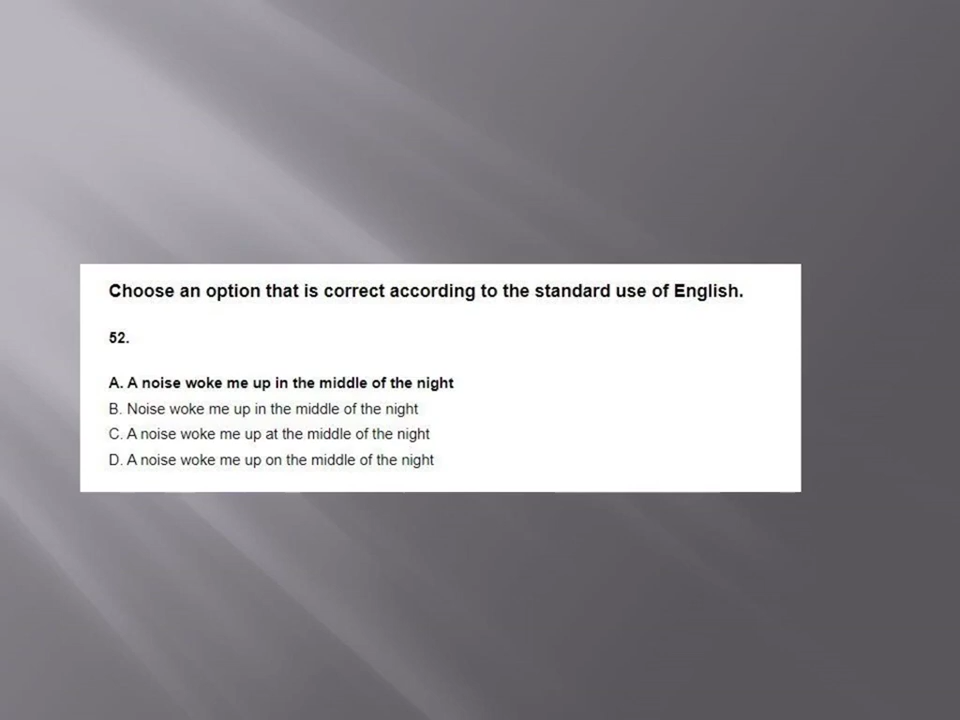 Choose an option that is correct according to the standard use of English.
52.
A. A noise woke me up in the middle of the night
B. Noise woke me up in the middle of the night
C. A noise woke me up at the middle of the night
D. A noise woke me up on the middle of the night